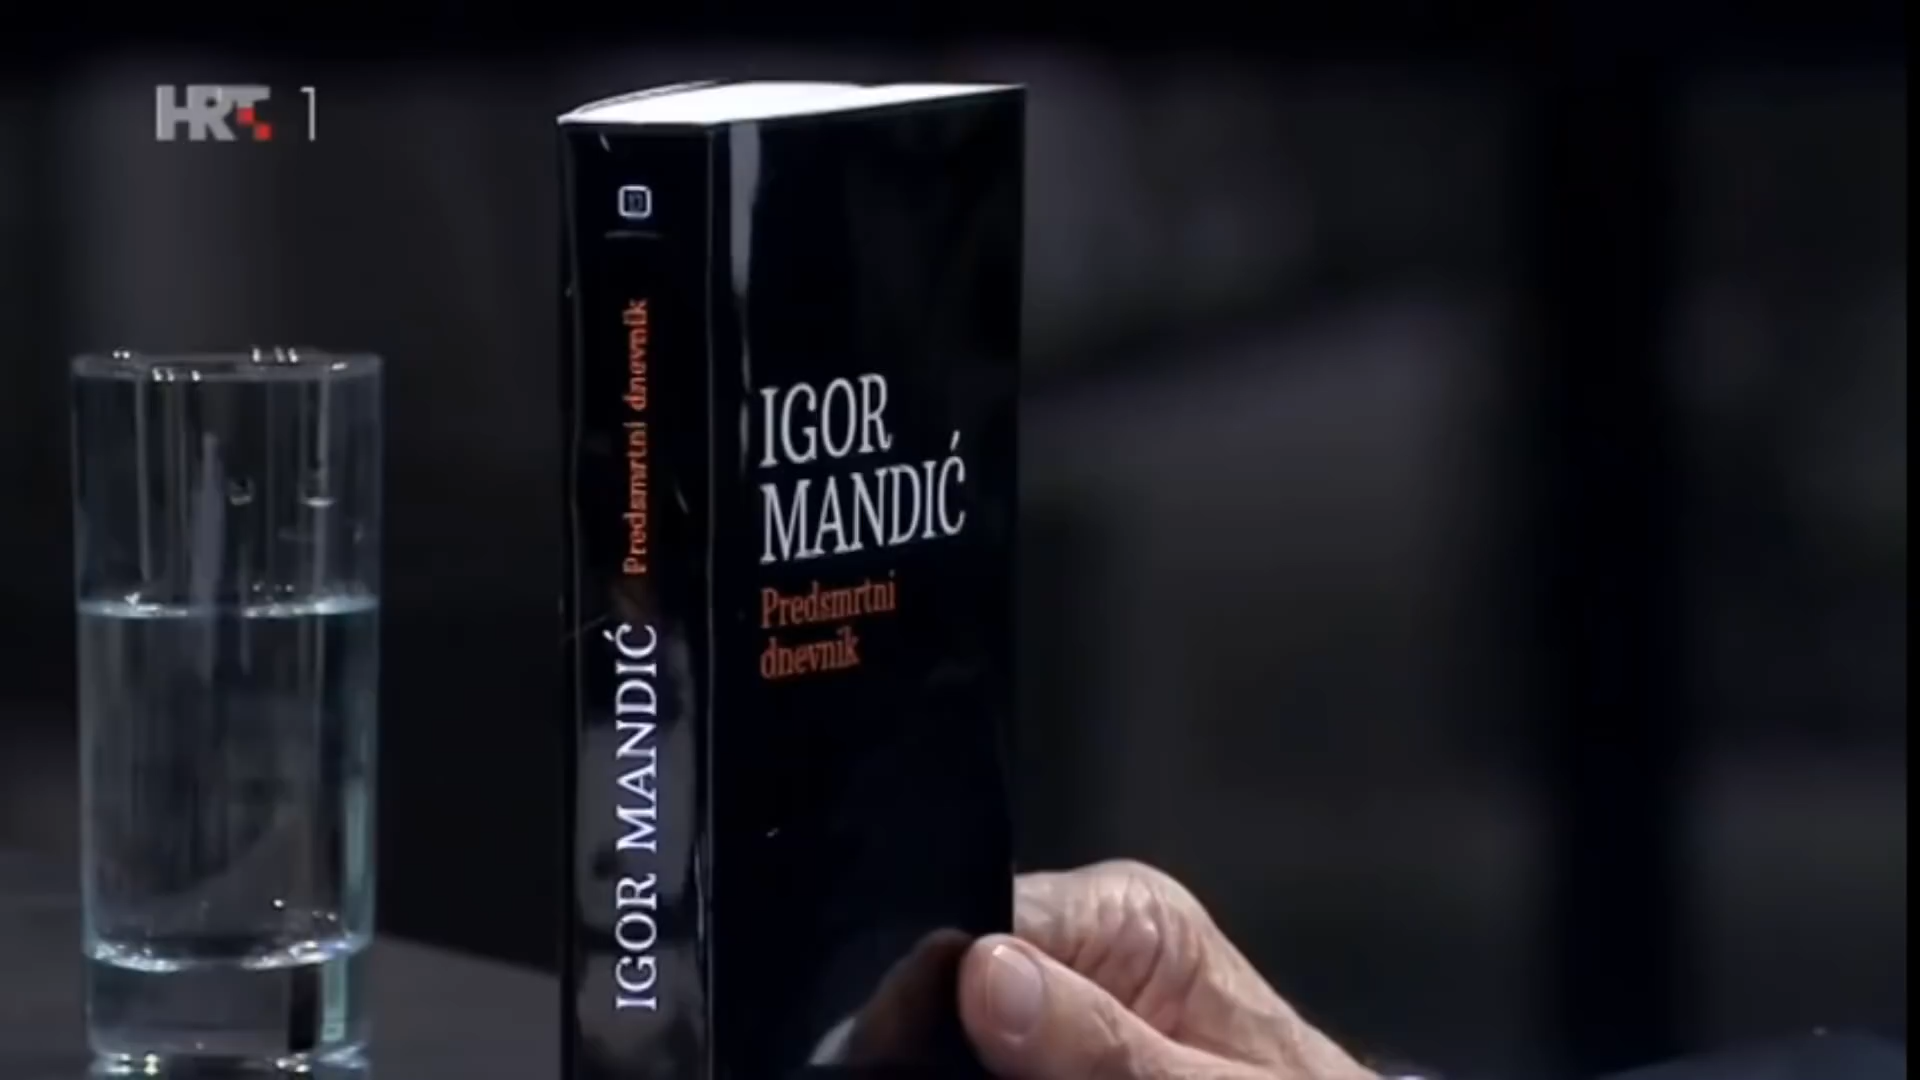 HRT 1
IGOR MANDIĆ Predsmrtni dnevnik
IGOR
MANDIĆ
Predsmrtni
dnevnik